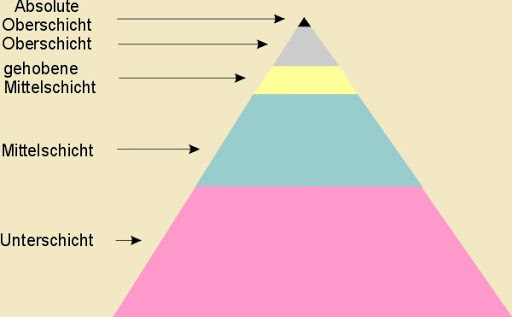 Absolute
Oberschicht
Oberschicht
gehobene
Mittelschicht
Mittelschicht
Unterschicht